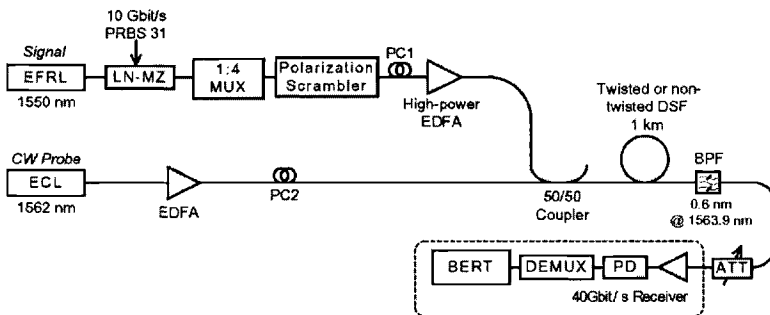 10 Gbit/s
PRBS 31
Signal
EFRL
1550 nm
LN-MZ
1:4
MUX
Polarization
Scrambler
PC1
High-power
EDFA
Twisted or non-
twisted DSF
1 km
CW Probe
ECL
1562 nm
EDFA
PC2
50/50
Coupler
BPF
0.6 nm
@ 1563.9 nm
BERT
DEMUX
PD
ATT
40Gbit/ s Receiver